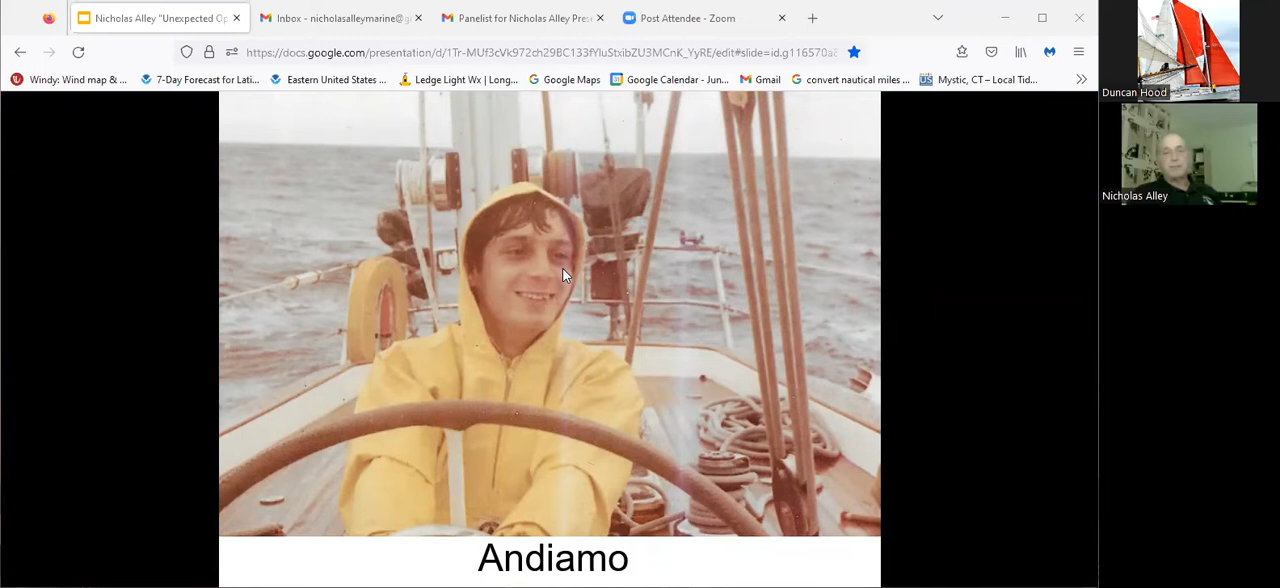 Nicholas Alley "Unexpected Op
Inbox - nicholasalleymarine@g
Panelist for Nicholas Alley Pres
Post Attendee - Zoom
Windy: Wind map & ...
7-Day Forecast for Lati...
Eastern United States ...
Ledge Light Wx | Long...
Google Maps
Google Calendar - Jun...
Gmail
convert nautical miles ...
Mystic, CT – Local Tid...
Duncan Hood
Nicholas Alley
Andiamo